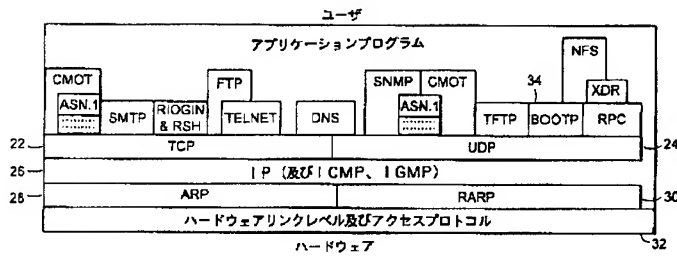 ユーザ
アプリケーションプログラム
NFS
CMOT
FTP
SNMP
CMOT
34
XDR
ASN.1
SMTP
RIOGIN
& RSH
TELNET
DNS
ASN.1
TFTP
BOOTP
RPC
22
TCP
UDP
24
26
IP (及びICMP、IGMP)
28
ARP
RARP
30
ハードウェアリンクレベル及びアクセスプロトコル
32
ハードウェア